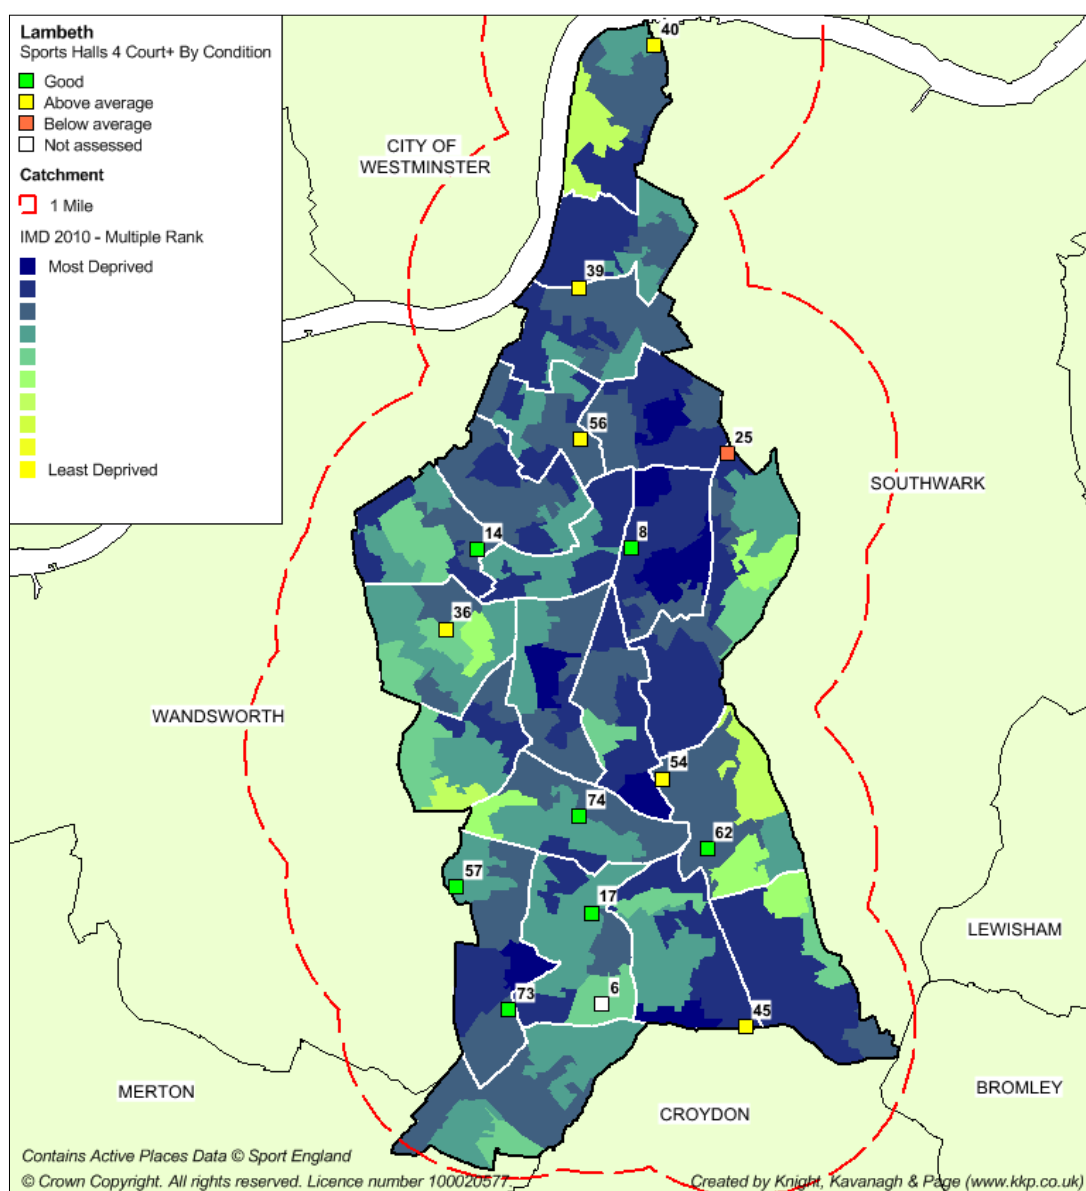 Lambeth
Sports Halls 4 Court+ By Condition
Good
Above average
Below average
Not assessed
Catchment
1 Mile
IMD 2010 - Multiple Rank
Most Deprived
Least Deprived
40
CITY OF
WESTMINSTER
39
56
25
SOUTHWARK
14
8
36
WANDSWORTH
54
74
62
57
17
LEWISHAM
6
73
45
MERTON
BROMLEY
CROYDON
Contains Active Places Data © Sport England
© Crown Copyright. All rights reserved. Licence number 100020577.
Created by Knight, Kavanagh & Page (www.kkp.co.uk)